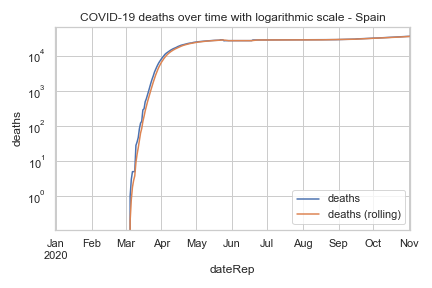 COVID-19 deaths over time with logarithmic scale - Spain
deaths
10⁴
10³
10²
10¹
10⁰
deaths
deaths (rolling)
Jan Feb Mar Apr May Jun Jul Aug Sep Oct Nov
2020
dateRep